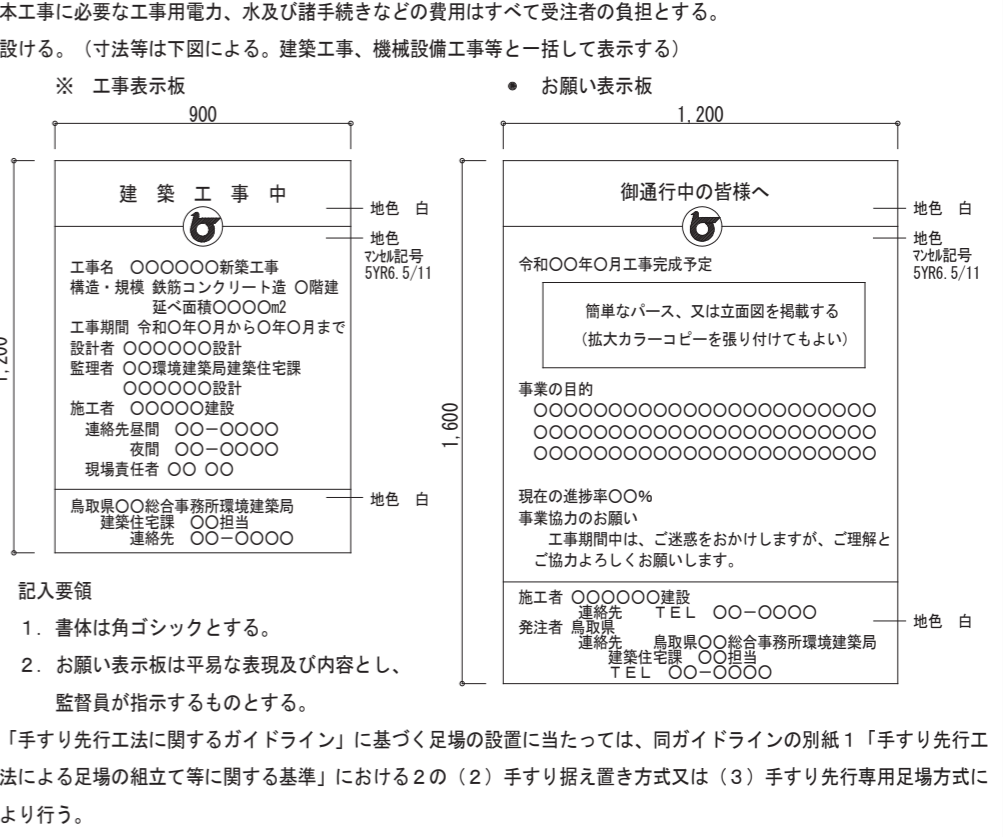 本工事に必要な工事用電力、水及び諸手続きなどの費用はすべて受注者の負担とする。
設ける。（寸法等は下図による。建築工事、機械設備工事等と一括して表示する）
※　工事表示板
900
1,200
建　築　工　事　中
地色　白
地色
マンセル記号
5YR6.5/11
工事名　〇〇〇〇〇〇新築工事
構造・規模 鉄筋コンクリート造　〇階建
延べ面積〇〇〇〇m2
工事期間 令和〇年〇月から〇年〇月まで
設計者 〇〇〇〇〇〇設計
監理者 〇〇環境建築局建築住宅課
〇〇〇〇〇〇設計
施工者　〇〇〇〇〇建設
連絡先昼間　〇〇－〇〇〇〇
夜間　〇〇－〇〇〇〇
現場責任者 〇〇 〇〇
鳥取県〇〇総合事務所環境建築局
建築住宅課　〇〇担当
連絡先　〇〇－〇〇〇〇
地色　白
● お願い表示板
1,200
1,600
御通行中の皆様へ
地色　白
地色
マンセル記号
5YR6.5/11
令和〇〇年〇月工事完成予定
簡単なパース、又は立面図を掲載する
（拡大カラーコピーを張り付けてもよい）
事業の目的
〇〇〇〇〇〇〇〇〇〇〇〇〇〇〇〇〇〇〇〇〇〇〇
〇〇〇〇〇〇〇〇〇〇〇〇〇〇〇〇〇〇〇〇〇〇〇
〇〇〇〇〇〇〇〇〇〇〇〇〇〇〇〇〇〇〇〇〇〇〇
現在の進捗率〇〇％
事業協力のお願い
工事期間中は、ご迷惑をおかけしますが、ご理解と
ご協力よろしくお願いします。
施工者 〇〇〇〇〇〇建設
連絡先　　ＴＥＬ　〇〇－〇〇〇〇
発注者 鳥取県
連絡先　　鳥取県〇〇総合事務所環境建築局
建築住宅課　〇〇担当
ＴＥＬ　〇〇－〇〇〇〇
地色　白
記入要領
１．書体は角ゴシックとする。
２．お願い表示板は平易な表現及び内容とし、
監督員が指示するものとする。
「手すり先行工法に関するガイドライン」に基づく足場の設置に当たっては、同ガイドラインの別紙１「手すり先行工
法による足場の組立て等に関する基準」における２の（２）手すり据え置き方式又は（３）手すり先行専用足場方式に
より行う。